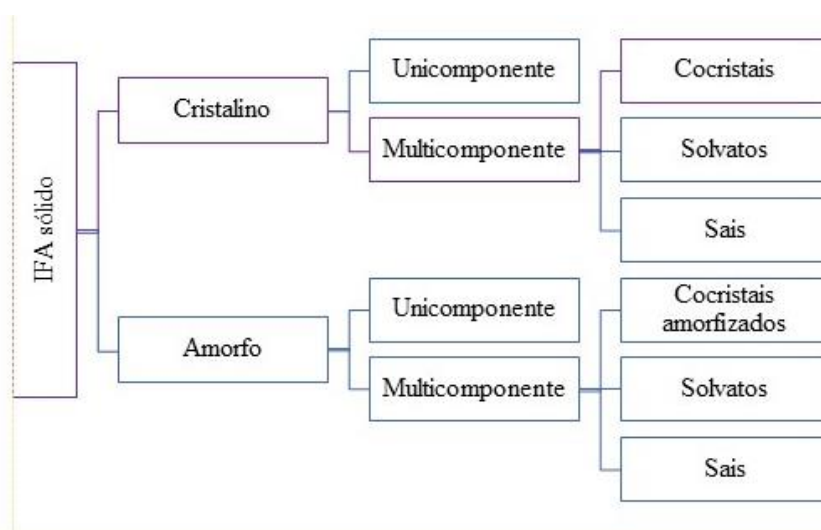 IFA sólido
Cristalino
Unicomponente
Multicomponente
Cocristais
Solvatos
Sais
Amorfo
Unicomponente
Multicomponente
Cocristais
amorfizados
Solvatos
Sais